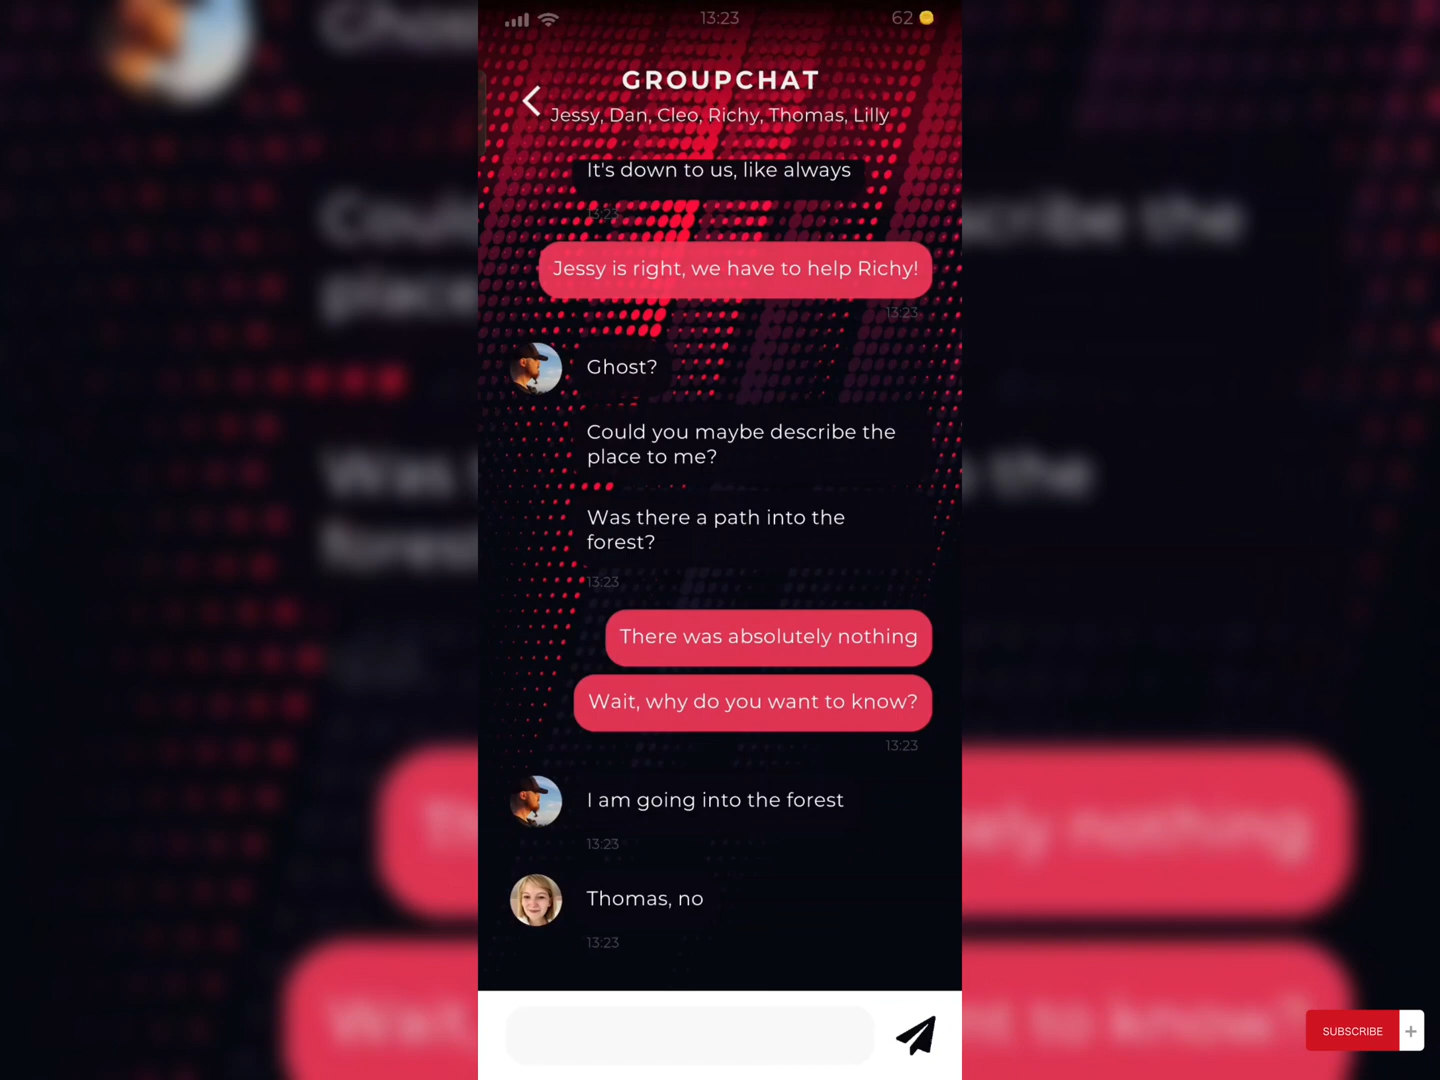 13:23
62
GROUPCHAT
Jessy, Dan, Cleo, Richy, Thomas, Lilly
It's down to us, like always
13:23
Jessy is right, we have to help Richy!
13:23
Ghost?
Could you maybe describe the
place to me?
Was there a path into the
forest?
13:23
There was absolutely nothing
Wait, why do you want to know?
13:23
I am going into the forest
13:23
Thomas, no
13:23
SUBSCRIBE